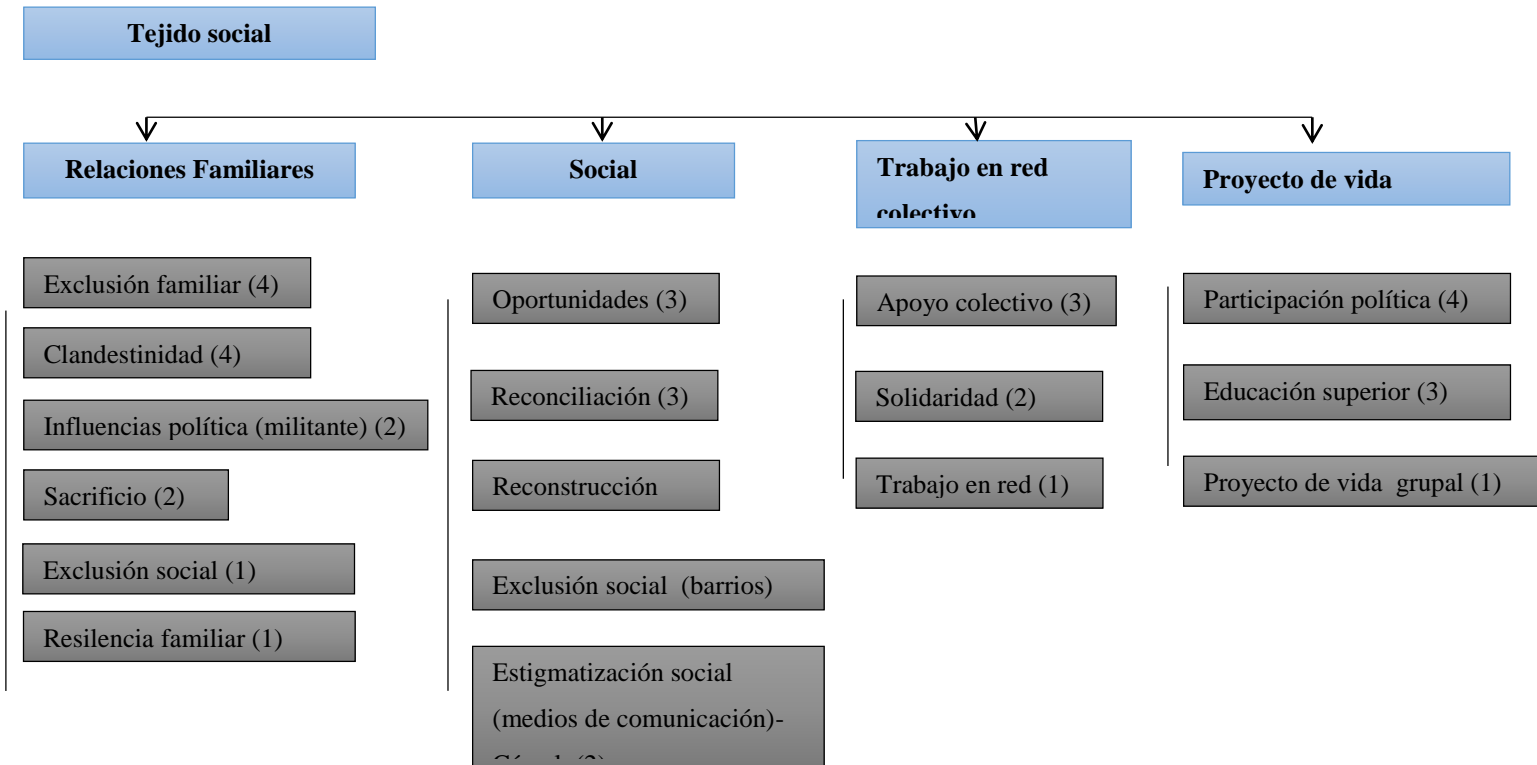 Tejido social
Relaciones Familiares
Exclusión familiar (4)
Clandestinidad (4)
Influencias política (militante) (2)
Sacrificio (2)
Exclusión social (1)
Resilencia familiar (1)
Social
Oportunidades (3)
Reconciliación (3)
Reconstrucción
Exclusión social  (barrios)
Estigmatización social
(medios de comunicación)-
Trabajo en red
colectivo
Apoyo colectivo (3)
Solidaridad (2)
Trabajo en red (1)
Proyecto de vida
Participación política (4)
Educación superior (3)
Proyecto de vida  grupal (1)